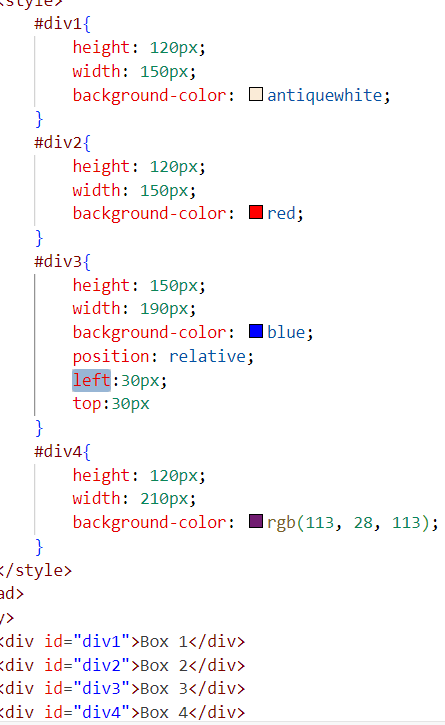 <style>
#div1{
height: 120px;
width: 150px;
background-color: antiquewhite;
}
#div2{
height: 120px;
width: 150px;
background-color: red;
}
#div3{
height: 150px;
width: 190px;
background-color: blue;
position: relative;
left:30px;
top:30px
}
#div4{
height: 120px;
width: 210px;
background-color: rgb(113, 28, 113);
}
</style>
ad>
y>
<div id="div1">Box 1</div>
<div id="div2">Box 2</div>
<div id="div3">Box 3</div>
<div id="div4">Box 4</div>